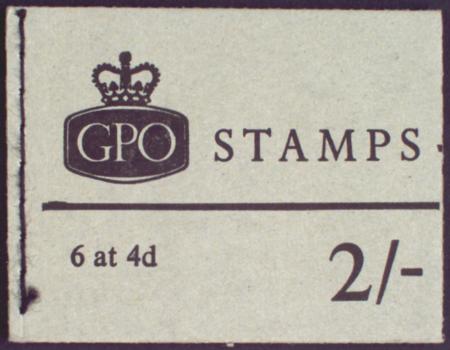 GPO STAMPS
6 at 4d
2/-